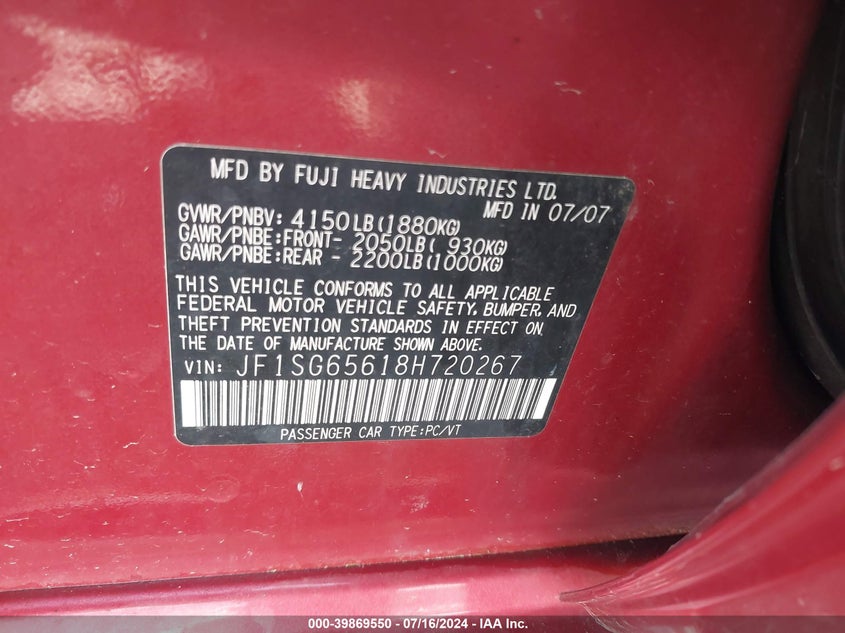 MFD BY FUJI HEAVY INDUSTRIES LTD.
MFD IN 07/07
GVWR/PNBV: 4150LB(1880KG)
GAWR/PNBE:FRONT- 2050LB( 930KG)
GAWR/PNBE:REAR - 2200LB(1000KG)
THIS VEHICLE CONFORMS TO ALL APPLICABLE
FEDERAL MOTOR VEHICLE SAFETY, BUMPER, AND
THEFT PREVENTION STANDARDS IN EFFECT ON
THE DATE OF MANUFACTURE SHOWN ABOVE.
VIN: JF1SG65618H720267
PASSENGER CAR TYPE:PC/VT
000-39869550 - 07/16/2024 - IAA Inc.